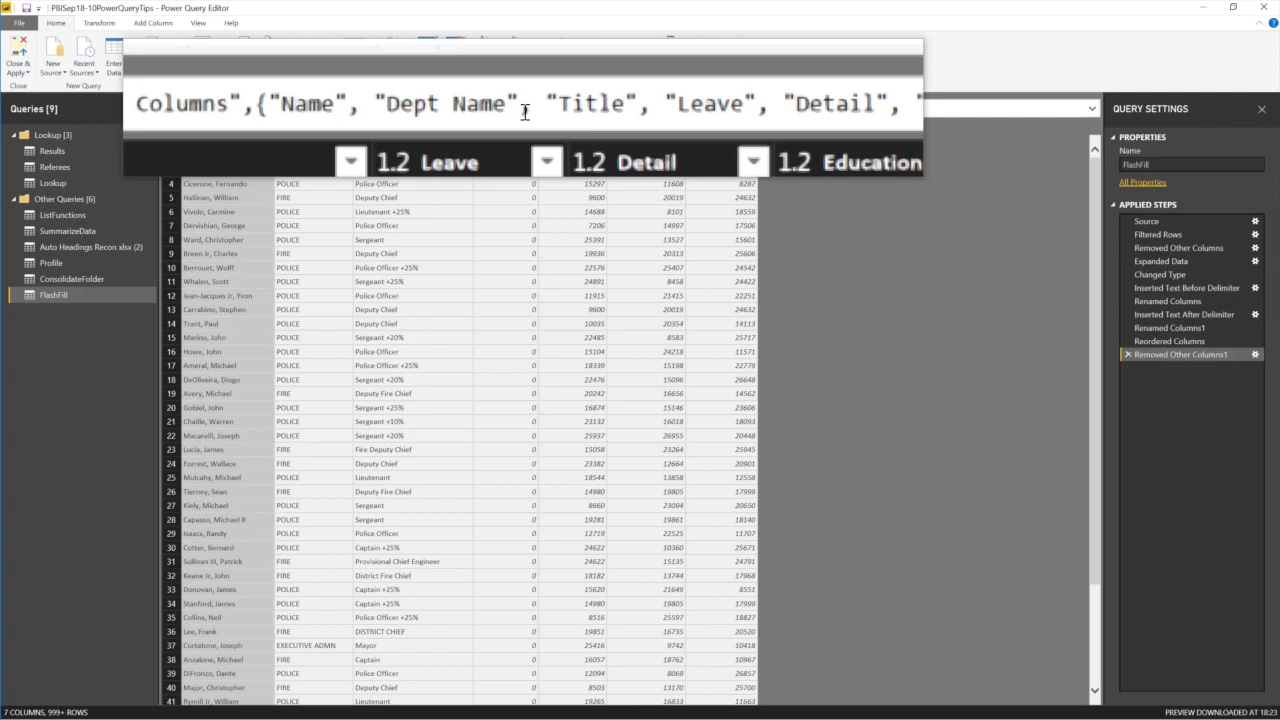 PBISep18-10PowerQueryTips - Power Query Editor
File Home Transform Add Column View Help
Close & Apply
New Source
Recent Sources
Enter Data
Close
New Query
Columns",{"Name", "Dept Name", "Title", "Leave", "Detail", "
1.2 Leave 1.2 Detail 1.2 Education
Queries [9]
Lookup [3]
Results
Referees
Lookup
Other Queries [6]
ListFunctions
SummarizeData
Auto Headings Recon xlsx (2)
Profile
ConsolidateFolder
FlashFill
4 Cicerone, Fernando POLICE Police Officer 0 15297 11608 8287
5 Hallinan, William FIRE Deputy Chief 0 9600 20019 24632
6 Vivolo, Carmine POLICE Lieutenant +25% 0 14688 8101 18559
7 Dervishian, George POLICE Police Officer 0 7206 14997 17506
8 Ward, Christopher POLICE Sergeant 0 25391 13527 15601
9 Breen Jr, Charles FIRE Deputy Chief 0 19936 20313 25606
10 Berrouet, Wolff POLICE Police Officer +25% 0 22576 25407 24542
11 Whalen, Scott POLICE Sergeant +25% 0 24891 8458 24422
12 Jean-Jacques Jr, Yvon POLICE Police Officer 0 11915 21415 22251
13 Carrabino, Stephen POLICE Deputy Chief 0 9600 20019 24632
14 Trant, Paul POLICE Deputy Chief 0 10035 20354 14113
15 Marino, John POLICE Sergeant +20% 0 22485 8583 25717
16 Howe, John POLICE Police Officer 0 15104 24218 11571
17 Ameral, Michael POLICE Police Officer +25% 0 18339 15198 22779
18 DeOliveira, Diogo POLICE Sergeant +20% 0 22476 15096 26648
19 Avery, Michael FIRE Deputy Fire Chief 0 20242 16656 14562
20 Gobiel, John POLICE Sergeant +25% 0 16874 15146 23606
21 Chaille, Warren POLICE Sergeant +10% 0 23132 16018 18093
22 Macarelli, Joseph POLICE Sergeant +20% 0 25937 26955 20448
23 Lucia, James FIRE Fire Deputy Chief 0 15058 23264 25945
24 Forrest, Wallace FIRE Deputy Chief 0 23382 12664 20901
25 Mulcahy, Michael POLICE Lieutenant 0 18544 13858 12558
26 Tierney, Sean FIRE Deputy Fire Chief 0 14980 19805 17999
27 Kiely, Michael POLICE Sergeant 0 8660 23094 20650
28 Capasso, Michael R POLICE Sergeant 0 19281 19861 18140
29 Isaacs, Randy POLICE Police Officer 0 12719 22525 11707
30 Cotter, Bernard POLICE Captain +25% 0 24622 10360 25671
31 Sullivan III, Patrick FIRE Provisional Chief Engineer 0 24622 15135 24791
32 Keane Jr, John FIRE District Fire Chief 0 18182 13744 17968
33 Donovan, James POLICE Captain +25% 0 15620 21649 8551
34 Stanford, James POLICE Captain +25% 0 14980 19805 17999
35 Collins, Neil POLICE Police Officer +25% 0 8516 25597 18827
36 Lee, Frank FIRE DISTRICT CHIEF 0 19851 16735 20520
37 Curtatone, Joseph EXECUTIVE ADMN Mayor 0 25416 9742 10418
38 Anzalone, Michael FIRE Captain 0 16057 18762 10967
39 DiFronzo, Dante POLICE Police Officer 0 12094 8069 26857
40 Major, Christopher FIRE Deputy Chief 0 8503 13170 25700
41 Rymill Jr, William POLICE Lieutenant 0 19265 16833 11663
QUERY SETTINGS
PROPERTIES
Name
FlashFill
All Properties
APPLIED STEPS
Source
Filtered Rows
Removed Other Columns
Expanded Data
Changed Type
Inserted Text Before Delimiter
Renamed Columns
Inserted Text After Delimiter
Renamed Columns1
Reordered Columns
Removed Other Columns1
7 COLUMNS, 999+ ROWS
PREVIEW DOWNLOADED AT 18:23